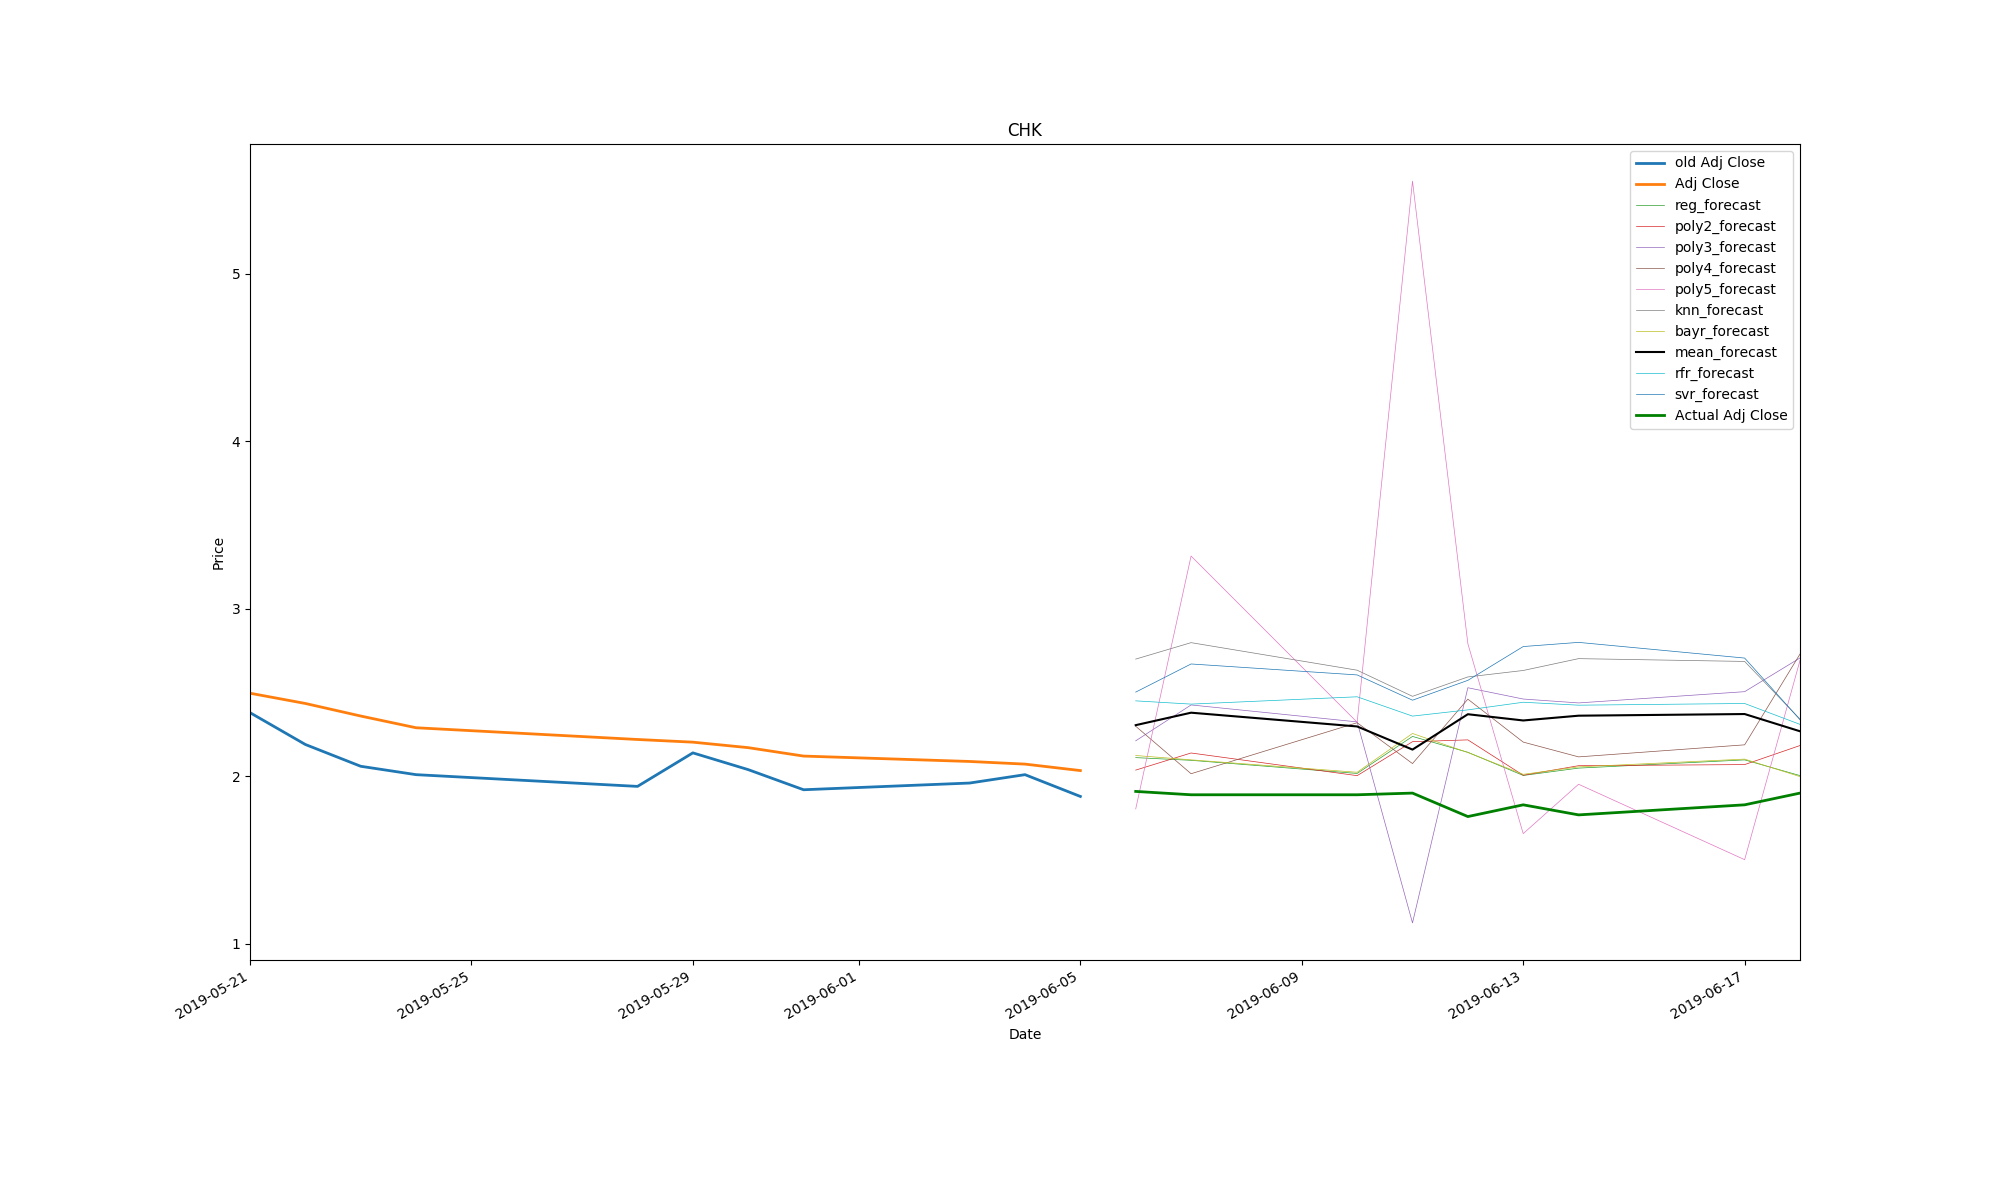 CHK
old Adj Close
Adj Close
reg_forecast
poly2_forecast
poly3_forecast
poly4_forecast
poly5_forecast
knn_forecast
bayr_forecast
mean_forecast
rfr_forecast
svr_forecast
Actual Adj Close
5
4
3
2
1
Price
2019-05-21
2019-05-25
2019-05-29
2019-06-01
2019-06-05
2019-06-09
2019-06-13
2019-06-17
Date